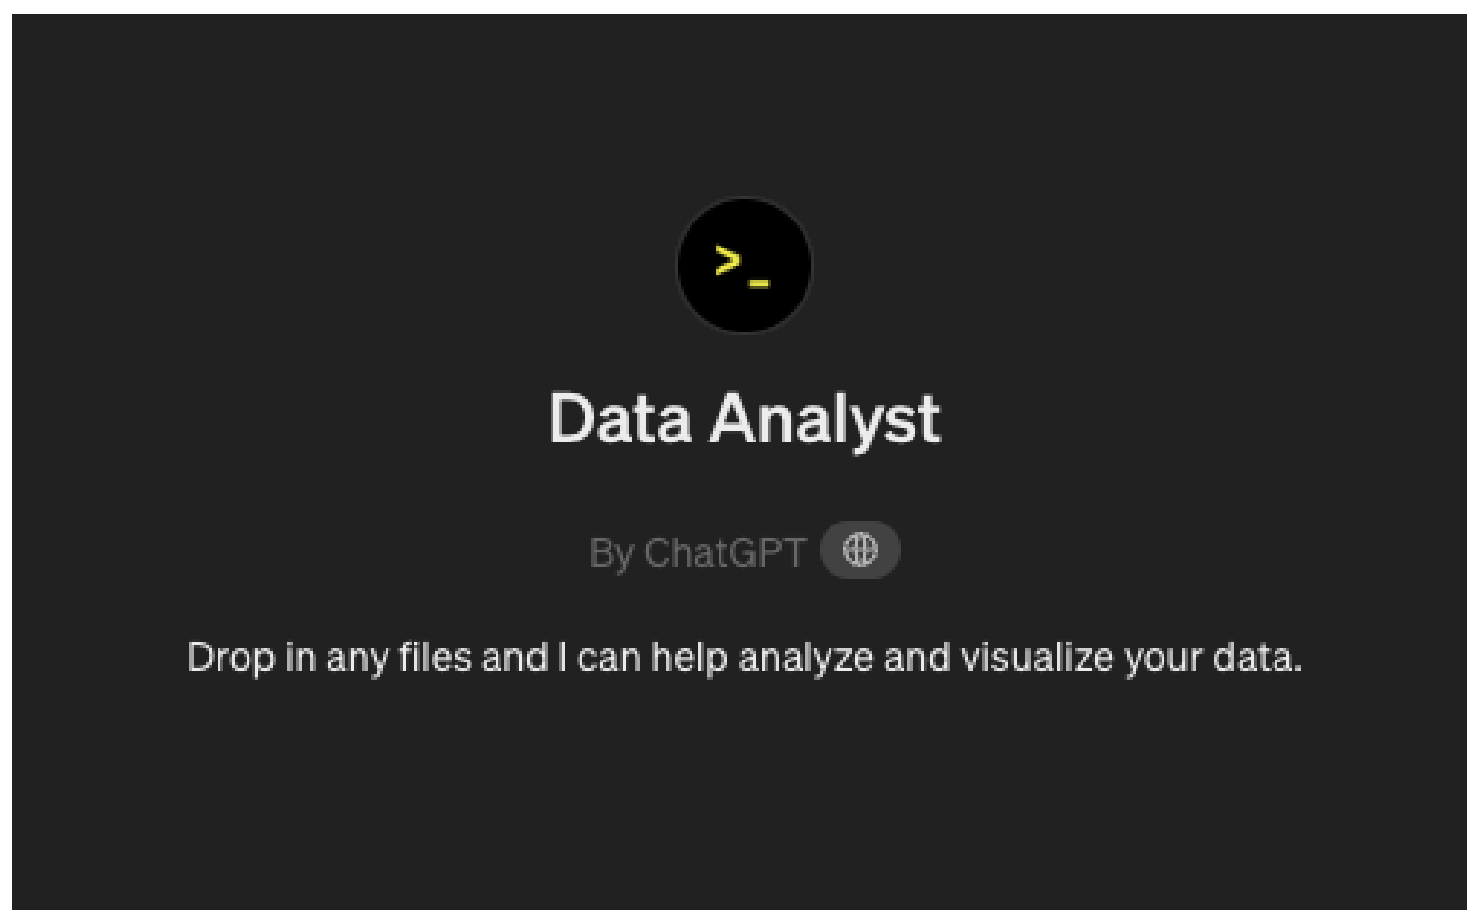 >_
Data Analyst
By ChatGPT
Drop in any files and I can help analyze and visualize your data.